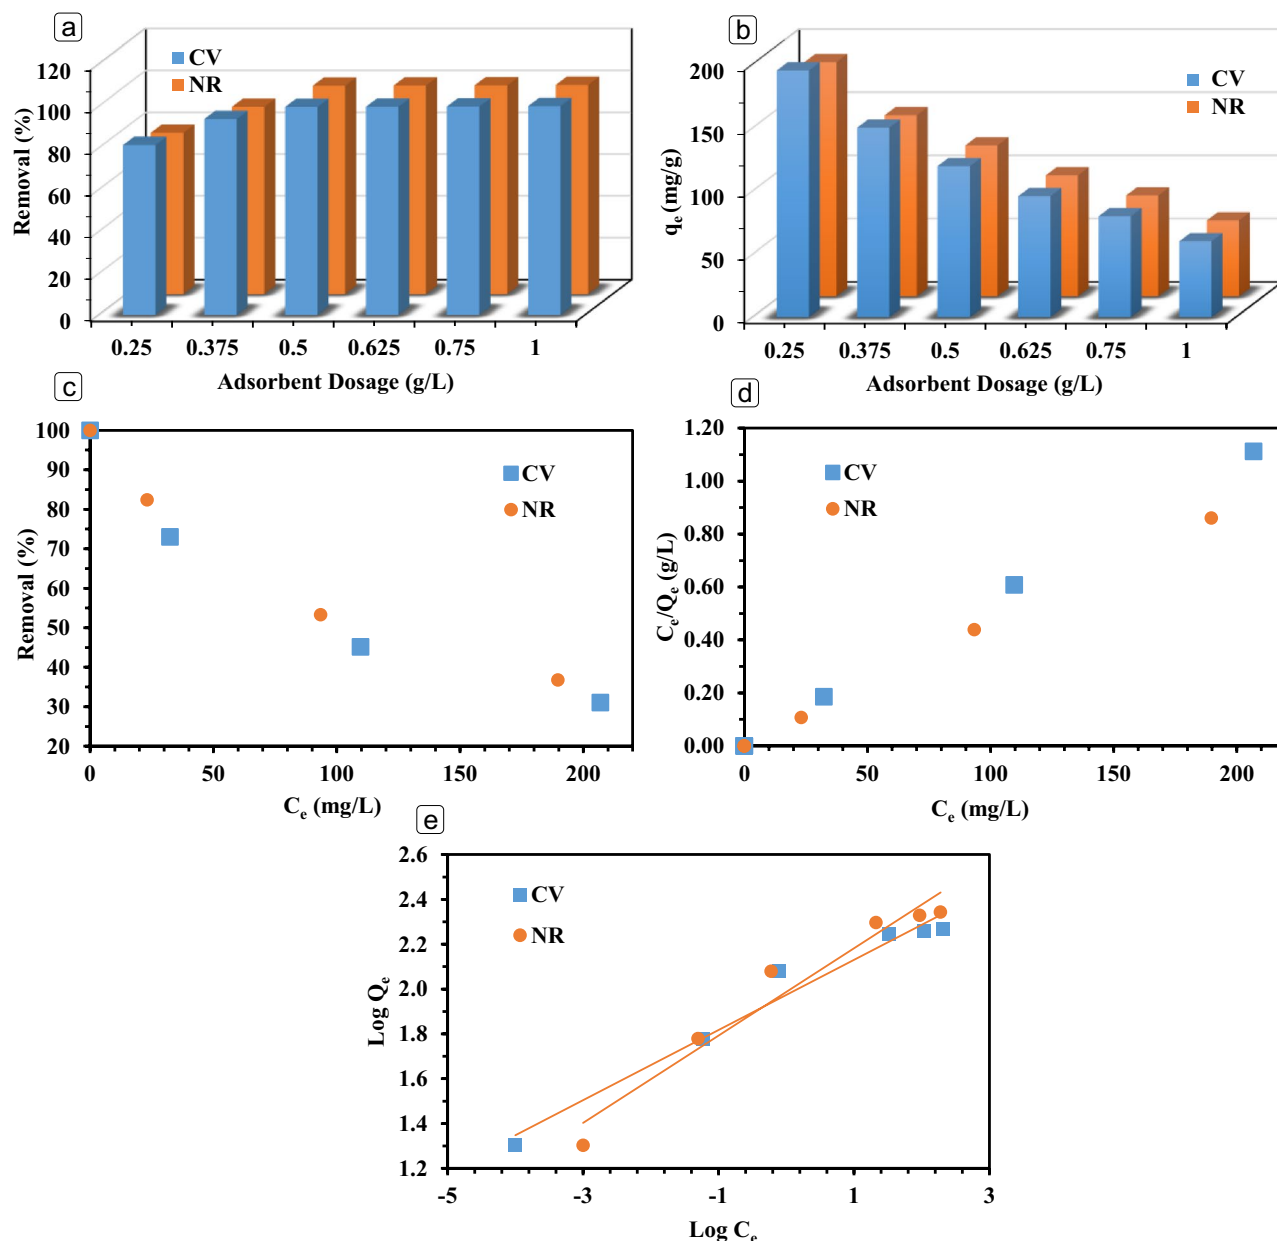 a
CV
NR
120
100
80
60
40
20
0
Removal (%)
0.25 0.375 0.5 0.625 0.75 1
Adsorbent Dosage (g/L)
b
CV
NR
200
150
100
50
0
qe (mg/g)
0.25 0.375 0.5 0.625 0.75 1
Adsorbent Dosage (g/L)
c
100
90
80
70
60
50
40
30
20
Removal (%)
CV
NR
0 50 100 150 200
Ce (mg/L)
d
1.20
1.00
0.80
0.60
0.40
0.20
0.00
Ce/Qe (g/L)
CV
NR
0 50 100 150 200
Ce (mg/L)
e
2.6
2.4
2.2
2.0
1.8
1.6
1.4
1.2
Log Qe
CV
NR
-5 -3 -1 1 3
Log Ce